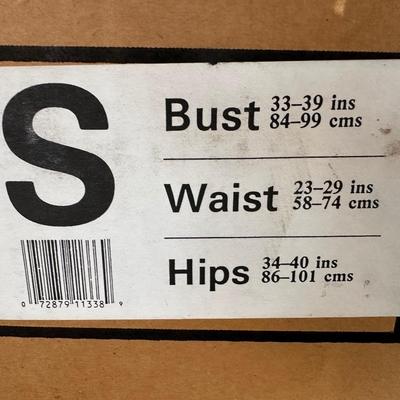 S
Bust 33–39 ins
84–99 cms
Waist 23–29 ins
58–74 cms
Hips 34–40 ins
86–101 cms
0 72879 11338 9